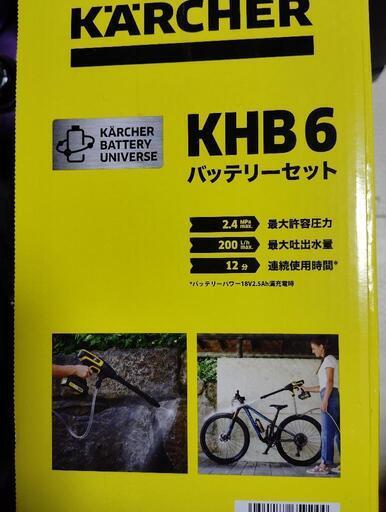 KÄRCHER
KÄRCHER
BATTERY
UNIVERSE
KHB 6
バッテリーセット
2.4 MPa max. 最大許容圧力
200 L/h max. 最大吐出水量
12 分 連続使用時間*
*バッテリーパワー18V2.5Ah満充電時